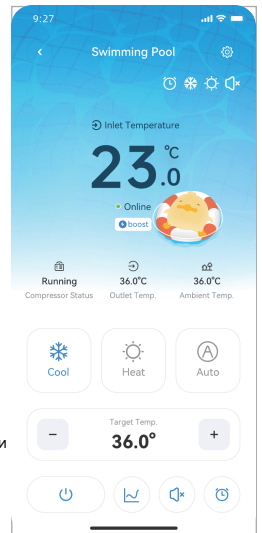 9:27
Swimming Pool
Inlet Temperature
23.0°C
Online
boost
Running 36.0°C 36.0°C
Compressor Status Outlet Temp. Ambient Temp.
Cool Heat Auto
Target Temp.
и
− 36.0° +